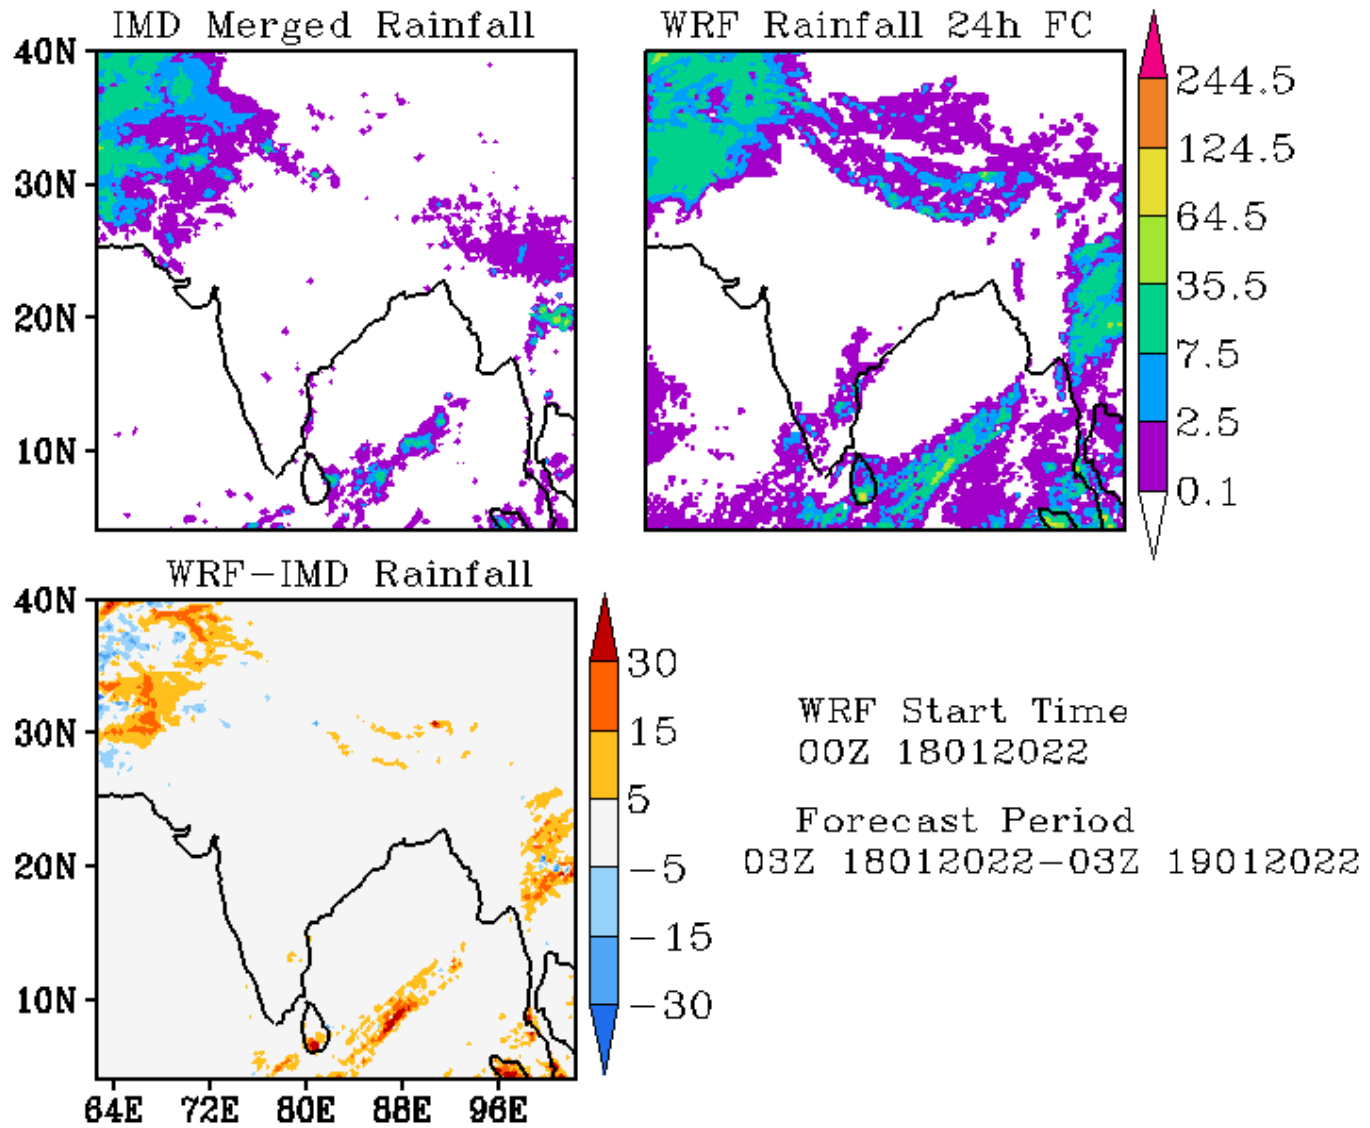 IMD Merged Rainfall
WRF Rainfall 24h FC
40N
30N
20N
10N
244.5
124.5
64.5
35.5
7.5
2.5
0.1
WRF-IMD Rainfall
40N
30N
20N
10N
64E 72E 80E 88E 96E
30
15
5
-5
-15
-30
WRF Start Time
00Z 18012022
Forecast Period
03Z 18012022-03Z 19012022